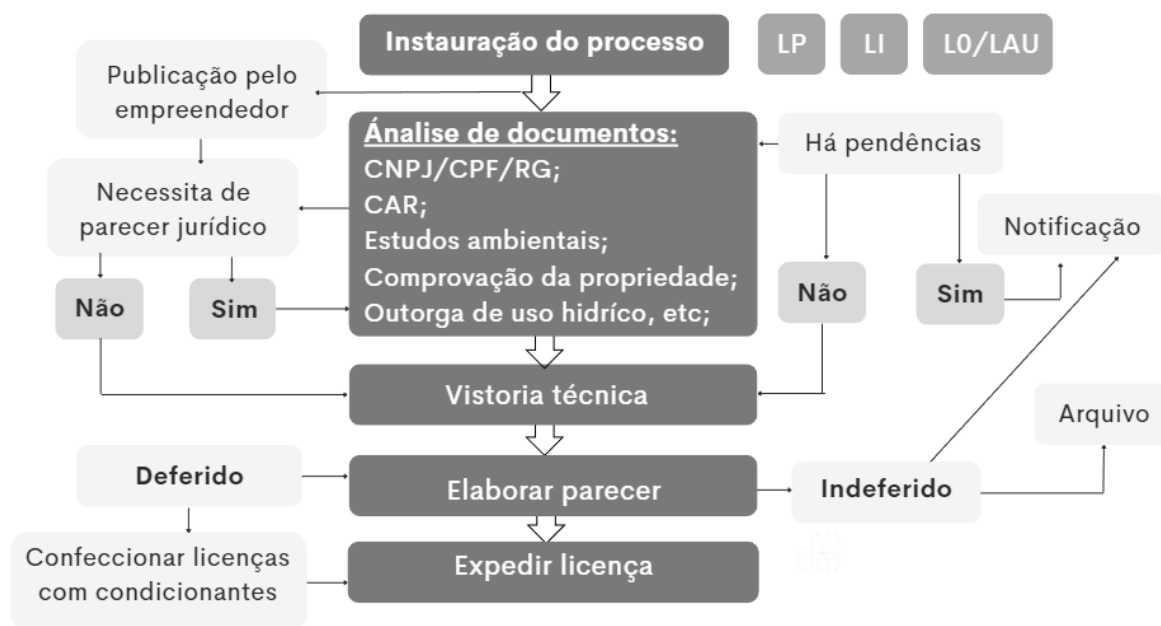 Instauração do processo
LP
LI
L0/LAU
Publicação pelo
empreendedor
Ánalise de documentos:
CNPJ/CPF/RG;
CAR;
Estudos ambientais;
Comprovação da propriedade;
Outorga de uso hidríco, etc;
Há pendências
Necessita de
parecer jurídico
Notificação
Não
Sim
Não
Sim
Vistoria técnica
Arquivo
Deferido
Elaborar parecer
Indeferido
Confeccionar licenças
com condicionantes
Expedir licença